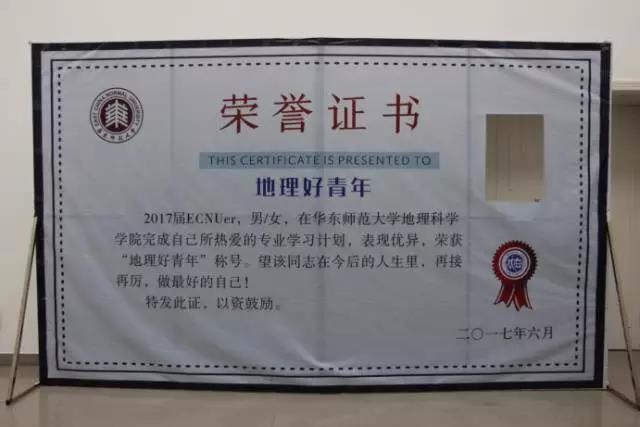 EAST CHINA NORMAL UNIVERSITY
荣誉证书
THIS CERTIFICATE IS PRESENTED TO
地理好青年
2017届ECNUer，男/女，在华东师范大学地理科学
学院完成自己所热爱的专业学习计划，表现优异，荣获
“地理好青年”称号。望该同志在今后的人生里，再接
再厉，做最好的自己！
特发此证，以资鼓励。
二〇一七年六月